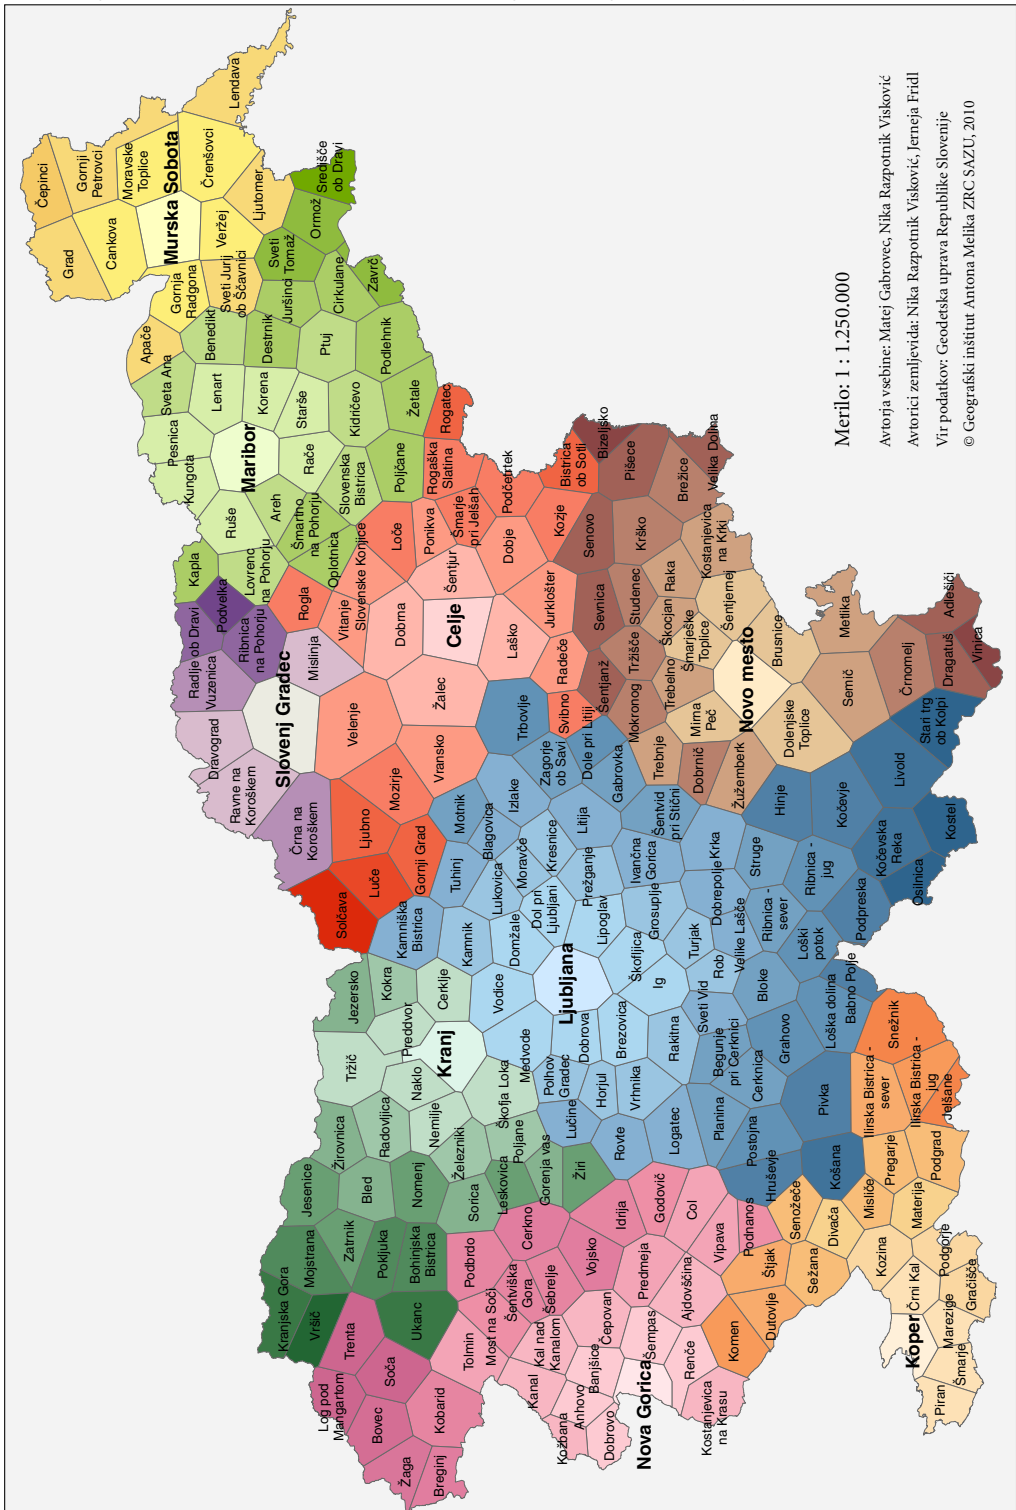 Žaga
Breginj
Bovec
Log pod
Mangartom
Kobarid
Soča
Trenta
Vršič
Kranjska Gora
Mojstrana
Ukanc
Pokljuka
Bohinjska
Bistrica
Zatrnik
Jesenice
Bled
Nomenj
Žirovnica
Radovljica
Tržič
Naklo
Nemilje
Železniki
Sorica
Leskovica
Poljane
Gorenja vas
Žiri
Škofja Loka
Kranj
Preddvor
Jezersko
Kokra
Cerklje
Tolmin
Most na Soči
Podbrdo
Šentviška
Gora
Cerkno
Šebrelje
Vojsko
Idrija
Godovič
Col
Kanal
Kal nad
Kanalom
Čepovan
Banjšice
Anhovo
Kožbana
Dobrovo
Nova Gorica
Šempas
Predmeja
Ajdovščina
Vipava
Podnanos
Renče
Kostanjevica
na Krasu
Komen
Dutovlje
Štjak
Sežana
Senožeče
Divača
Misliče
Kozina
Materija
Pregarje
Podgrad
Ilirska Bistrica -
sever
Ilirska Bistrica -
jug
Jelšane
Snežnik
Koper
Črni Kal
Podgorje
Gračišče
Marezige
Šmarje
Piran
Solčava
Luče
Ljubno
Gornji Grad
Mozirje
Velenje
Vransko
Žalec
Kamniška
Bistrica
Kamnik
Tuhinj
Motnik
Vodice
Domžale
Lukovica
Blagovica
Moravče
Izlake
Zagorje
ob Savi
Trbovlje
Medvode
Ljubljana
Dol pri
Ljubljani
Kresnice
Litija
Dole pri Litiji
Polhov
Gradec
Dobrova
Lučine
Horjul
Brezovica
Lipoglav
Prežganje
Gabrovka
Rovte
Vrhnika
Ig
Škofljica
Grosuplje
Ivančna
Gorica
Šentvid
pri Stični
Logatec
Rakitna
Turjak
Rob
Dobrepolje
Krka
Planina
Begunje
pri Cerknici
Sveti Vid
Velike Lašče
Struge
Hinje
Postojna
Cerknica
Bloke
Ribnica -
sever
Ribnica -
jug
Kočevje
Hruševje
Grahovo
Loški
potok
Košana
Pivka
Loška dolina
Babno Polje
Podpreska
Kočevska
Reka
Livold
Osilnica
Kostel
Stari trg
ob Kolpi
Ravne na
Koroškem
Črna na
Koroškem
Dravograd
Slovenj Gradec
Vuzenica
Radlje ob Dravi
Mislinja
Ribnica
na Pohorju
Podvelka
Kapla
Lovrenc
na Pohorju
Rogla
Vitanje
Slovenske Konjice
Oplotnica
Šmartno
na Pohorju
Areh
Ruše
Kungota
Pesnica
Maribor
Rače
Slovenska
Bistrica
Poljčane
Sveta Ana
Lenart
Korena
Starše
Kidričevo
Žetale
Benedikt
Destrnik
Ptuj
Podlehnik
Juršinci
Sveti
Tomaž
Cirkulane
Zavrč
Ormož
Središče
ob Dravi
Apače
Gornja
Radgona
Sveti Jurij
ob Ščavnici
Grad
Cankova
Čepinci
Gornji
Petrovci
Moravske
Toplice
Murska Sobota
Veržej
Črenšovci
Ljutomer
Lendava
Dobrna
Celje
Šentjur
Loče
Ponikva
Laško
Dobje
Šmarje
pri Jelšah
Rogaška
Slatina
Rogatec
Podčetrtek
Kozje
Bistrica
ob Sotli
Jurklošter
Radeče
Svibno
Šentjanž
Sevnica
Senovo
Pišece
Bizeljsko
Mokronog
Tržišče
Studenec
Krško
Brežice
Velika Dolina
Trebnje
Trebelno
Škocjan
Raka
Kostanjevica
na Krki
Dobrnič
Mirna
Peč
Šmarješke
Toplice
Šentjernej
Žužemberk
Novo mesto
Brusnice
Dolenjske
Toplice
Semič
Metlika
Črnomelj
Dragatuš
Adlešiči
Vinica
Merilo: 1 : 1.250.000
Avtorja vsebine: Matej Gabrovec, Nika Razpotnik Visković
Avtorici zemljevida: Nika Razpotnik Visković, Jerneja Fridl
Vir podatkov: Geodetska uprava Republike Slovenije
© Geografski inštitut Antona Melika ZRC SAZU, 2010